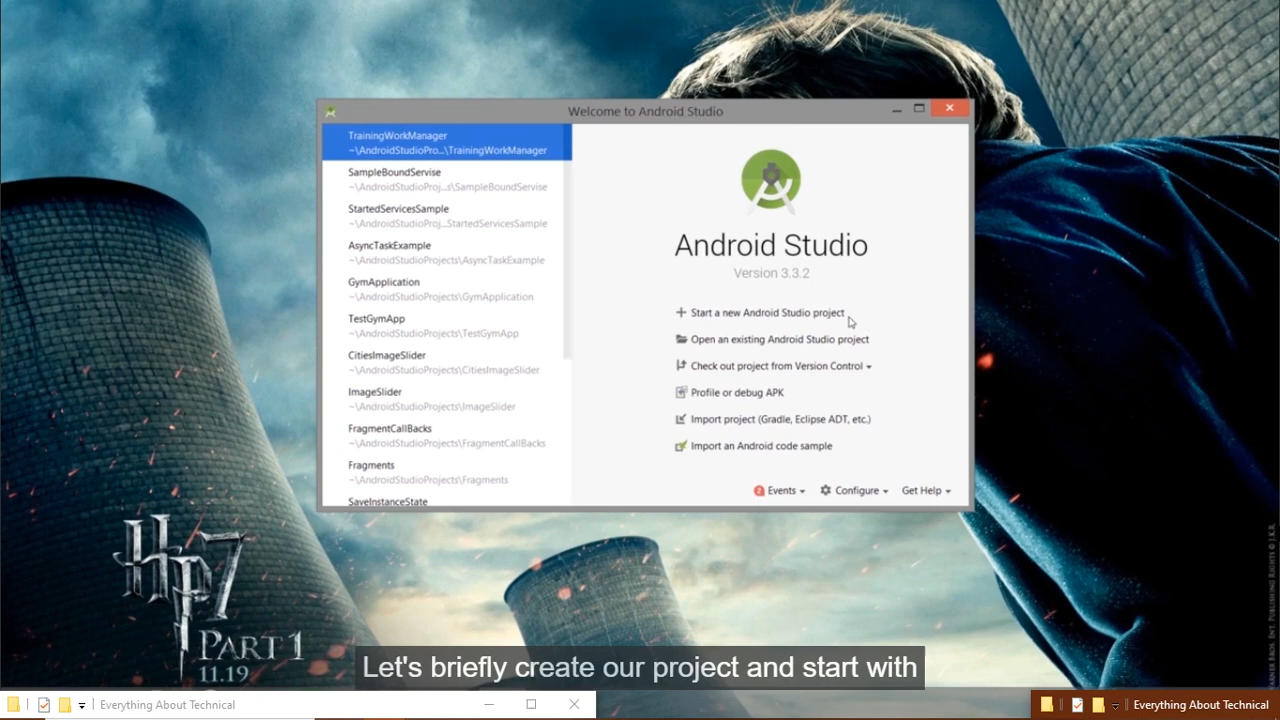 Welcome to Android Studio
TrainingWorkManager
~\AndroidStudioPro...\TrainingWorkManager
SampleBoundServise
~\AndroidStudioProj...s\SampleBoundServise
StartedServicesSample
~\AndroidStudioProj...StartedServicesSample
AsyncTaskExample
~\AndroidStudioProjects\AsyncTaskExample
GymApplication
~\AndroidStudioProjects\GymApplication
TestGymApp
~\AndroidStudioProjects\TestGymApp
CitiesImageSlider
~\AndroidStudioProjects\CitiesImageSlider
ImageSlider
~\AndroidStudioProjects\ImageSlider
FragmentCallBacks
~\AndroidStudioProjects\FragmentCallBacks
Fragments
~\AndroidStudioProjects\Fragments
SaveInstanceState
Android Studio
Version 3.3.2
Start a new Android Studio project
Open an existing Android Studio project
Check out project from Version Control
Profile or debug APK
Import project (Gradle, Eclipse ADT, etc.)
Import an Android code sample
2 Events
Configure
Get Help
HP7
PART 1
11.19
Let's briefly create our project and start with
Everything About Technical
Everything About Technical